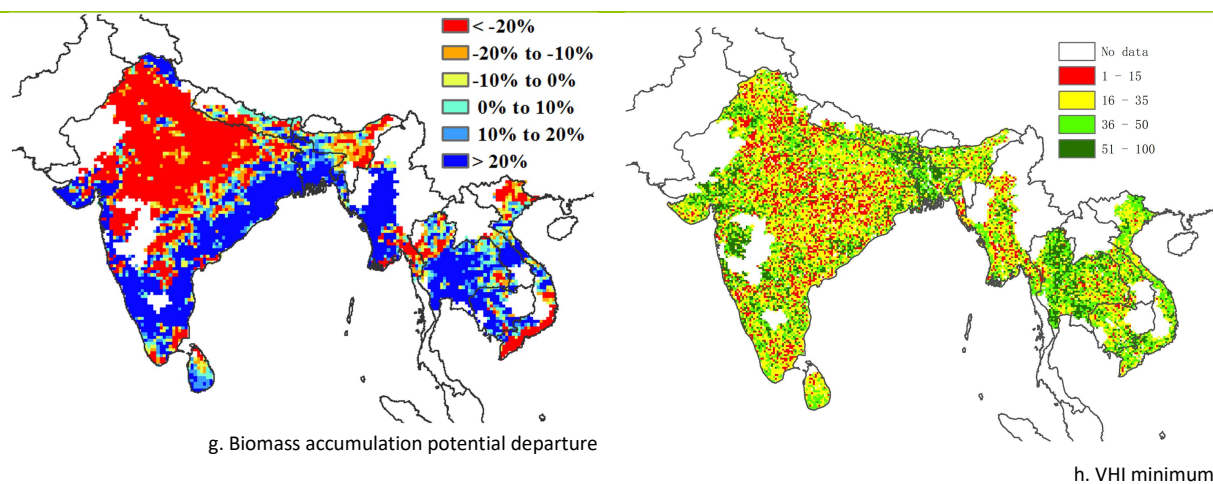 < -20%
-20% to -10%
-10% to 0%
0% to 10%
10% to 20%
> 20%
g. Biomass accumulation potential departure
No data
1 - 15
16 - 35
36 - 50
51 - 100
h. VHI minimum